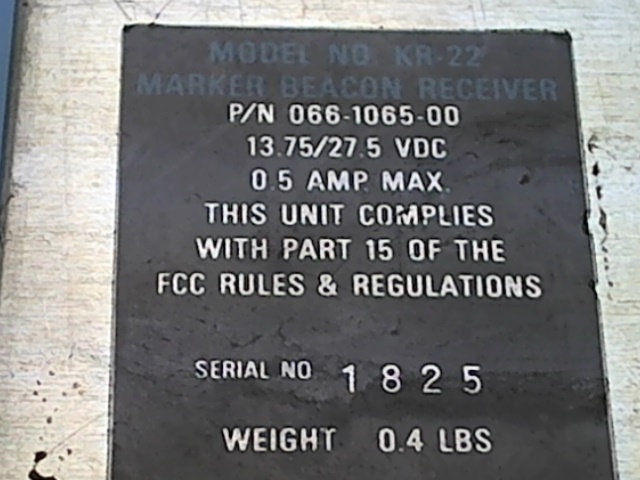 MODEL NO. KR-22
MARKER BEACON RECEIVER
P/N 066-1065-00
13.75/27.5 VDC
0.5 AMP. MAX.
THIS UNIT COMPLIES
WITH PART 15 OF THE
FCC RULES & REGULATIONS
SERIAL NO 1825
WEIGHT 0.4 LBS